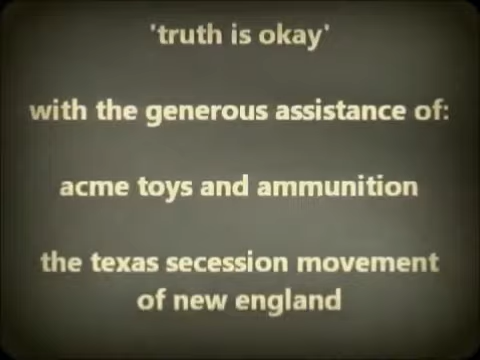 'truth is okay'
with the generous assistance of:
acme toys and ammunition
the texas secession movement
of new england